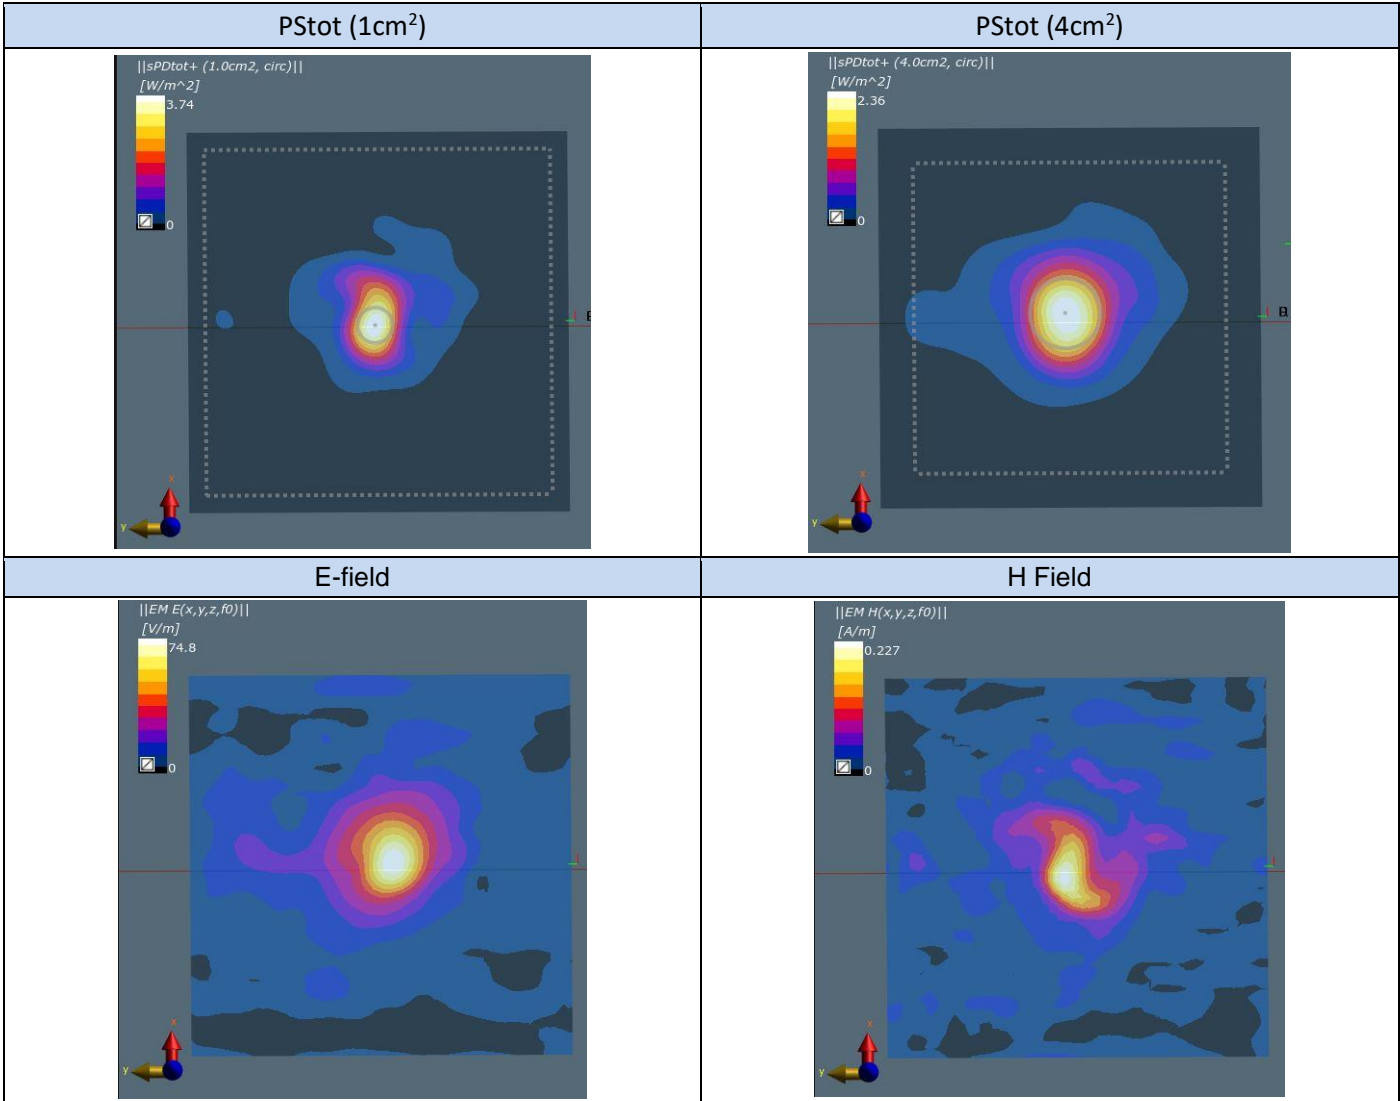 PStot (1cm²)
PStot (4cm²)
||sPDtot+ (1.0cm2, circ)||
[W/m^2]
3.74
0
x
y
||sPDtot+ (4.0cm2, circ)||
[W/m^2]
2.36
0
x
y
E-field
H Field
||EM E(x,y,z,f0)||
[V/m]
74.8
0
x
y
||EM H(x,y,z,f0)||
[A/m]
0.227
0
x
y